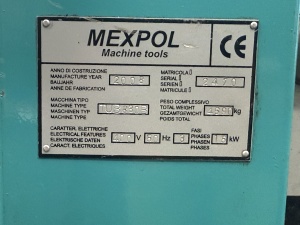 MEXPOL
Machine tools
CE
ANNO DI COSTRUZIONE
MANUFACTURE YEAR
BAUJAHR
ANNE DE FABRICATION
MATRICOLA
SERIAL
SERIEN
MATRICULE
MACCHINA TIPO
MACHINE TYPE
MASCHINEN TYP
MACHINE TYPE
PESO COMPLESSIVO
TOTAL WEIGHT
GEZAMTGEWICHT
POIDS TOTAL
CARATTER. ELETTRICHE
ELECTRICAL FEATURES
ELEKTRISCHE DATEN
CARACT. ELECTRIQUES
V
Hz
FASI
PHASES
PHASEN
PHASES
kW